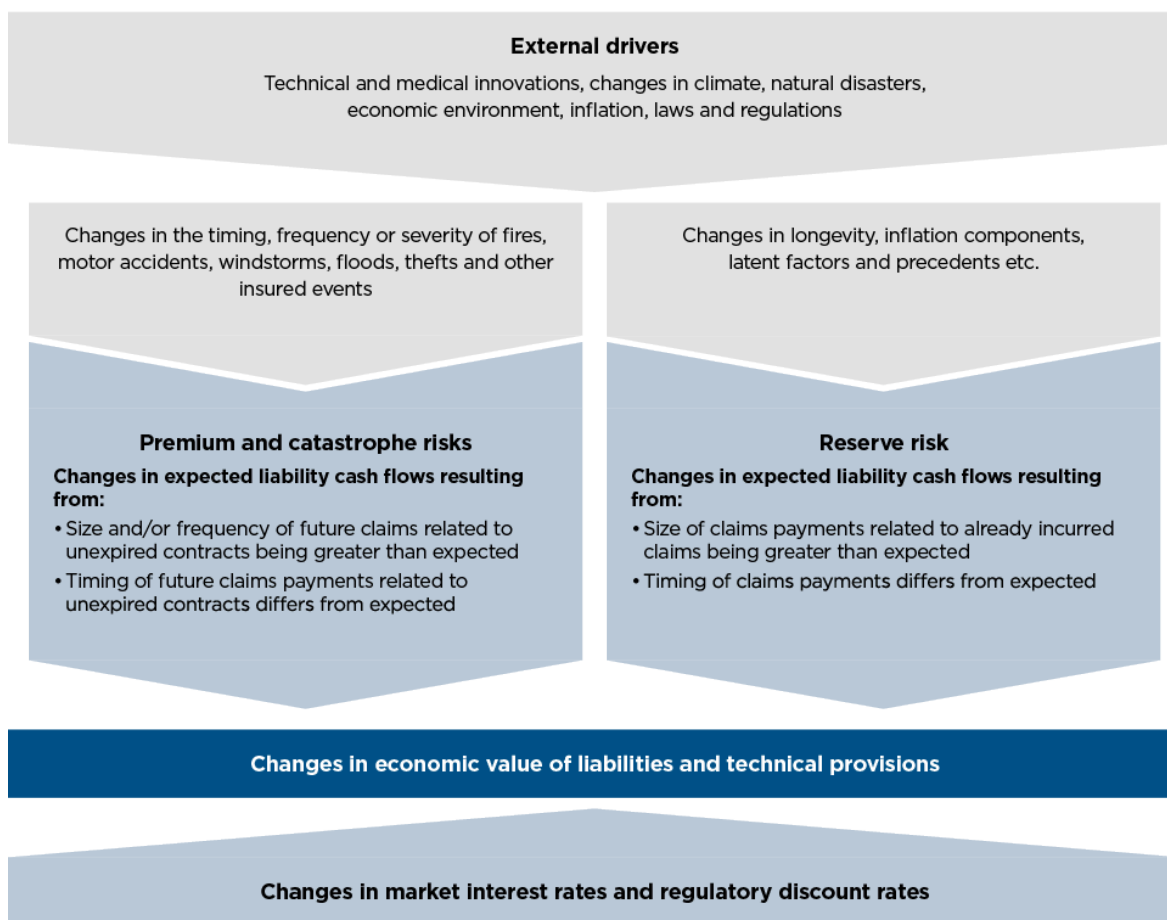 External drivers
Technical and medical innovations, changes in climate, natural disasters,
economic environment, inflation, laws and regulations
Changes in the timing, frequency or severity of fires,
motor accidents, windstorms, floods, thefts and other
insured events
Changes in longevity, inflation components,
latent factors and precedents etc.
Premium and catastrophe risks
Changes in expected liability cash flows resulting
from:
• Size and/or frequency of future claims related to
unexpired contracts being greater than expected
• Timing of future claims payments related to
unexpired contracts differs from expected
Reserve risk
Changes in expected liability cash flows resulting
from:
• Size of claims payments related to already incurred
claims being greater than expected
• Timing of claims payments differs from expected
Changes in economic value of liabilities and technical provisions
Changes in market interest rates and regulatory discount rates